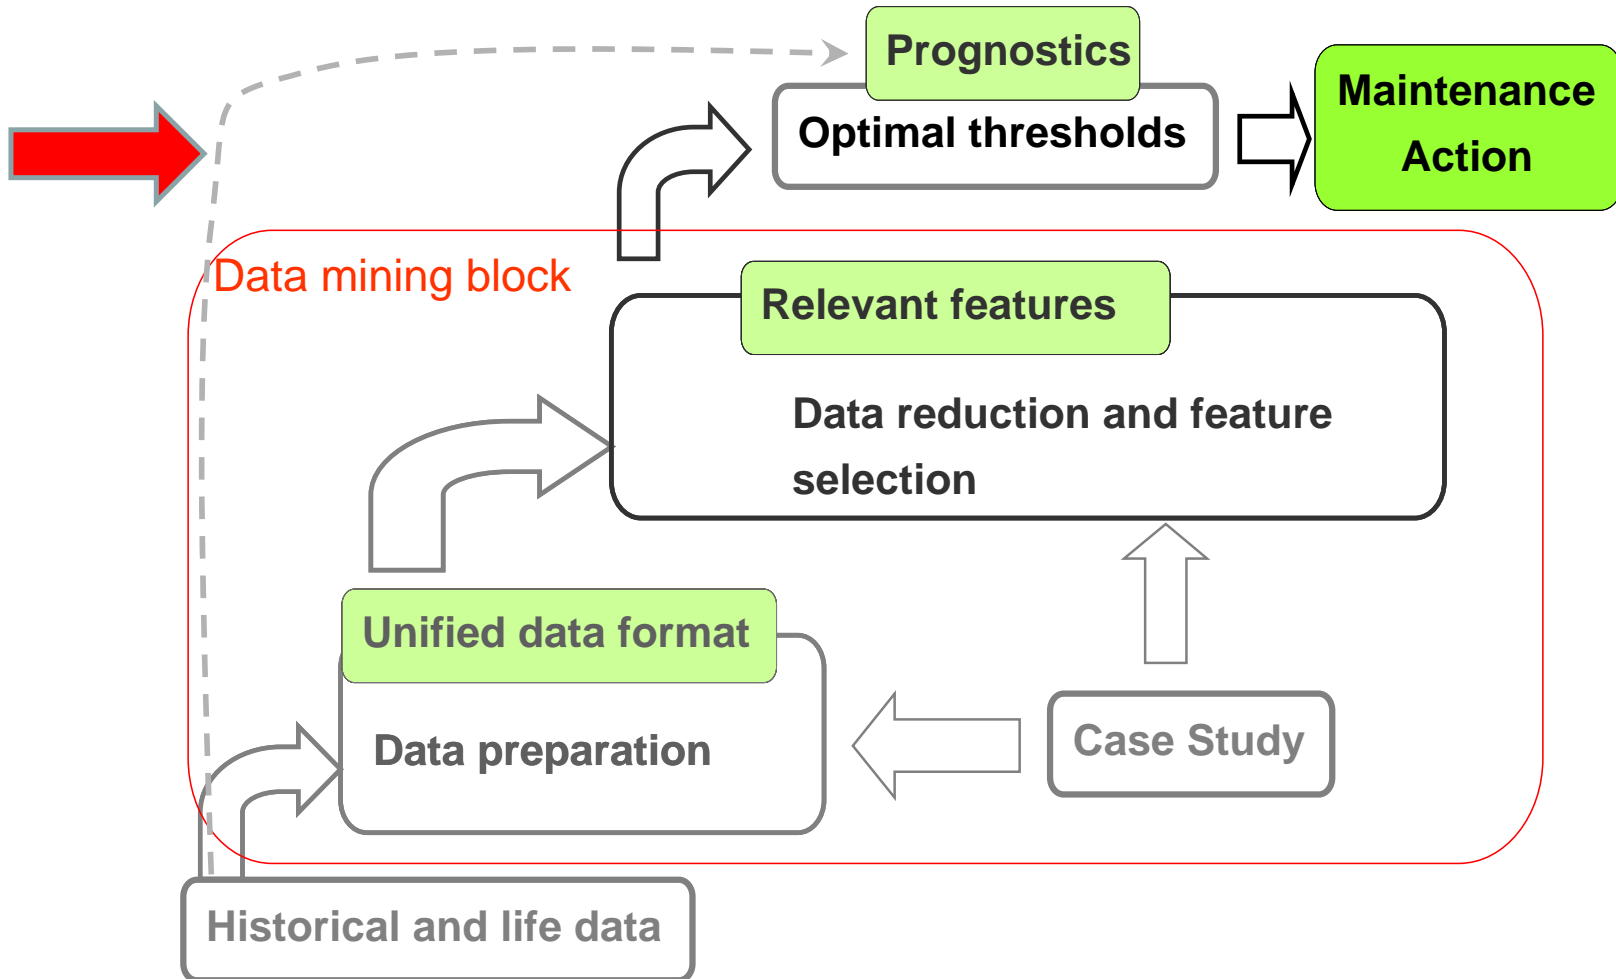 Prognostics
Optimal thresholds
Maintenance
Action
Data mining block
Relevant features
Data reduction and feature
selection
Unified data format
Data preparation
Case Study
Historical and life data